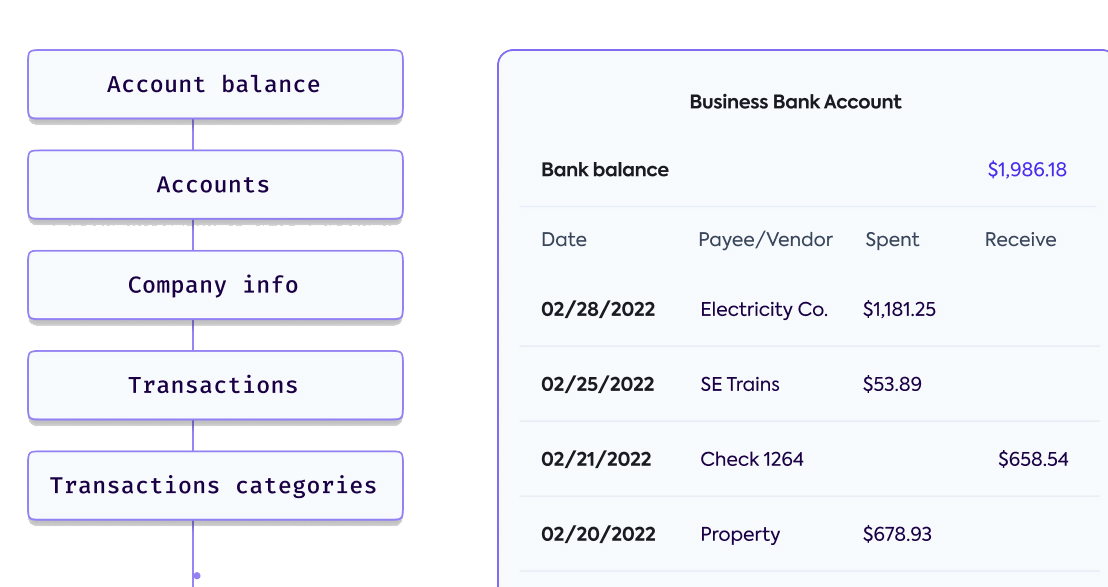 Account balance
Accounts
Company info
Transactions
Transactions categories
Business Bank Account
Bank balance $1,986.18
Date Payee/Vendor Spent Receive
02/28/2022 Electricity Co. $1,181.25
02/25/2022 SE Trains $53.89
02/21/2022 Check 1264 $658.54
02/20/2022 Property $678.93